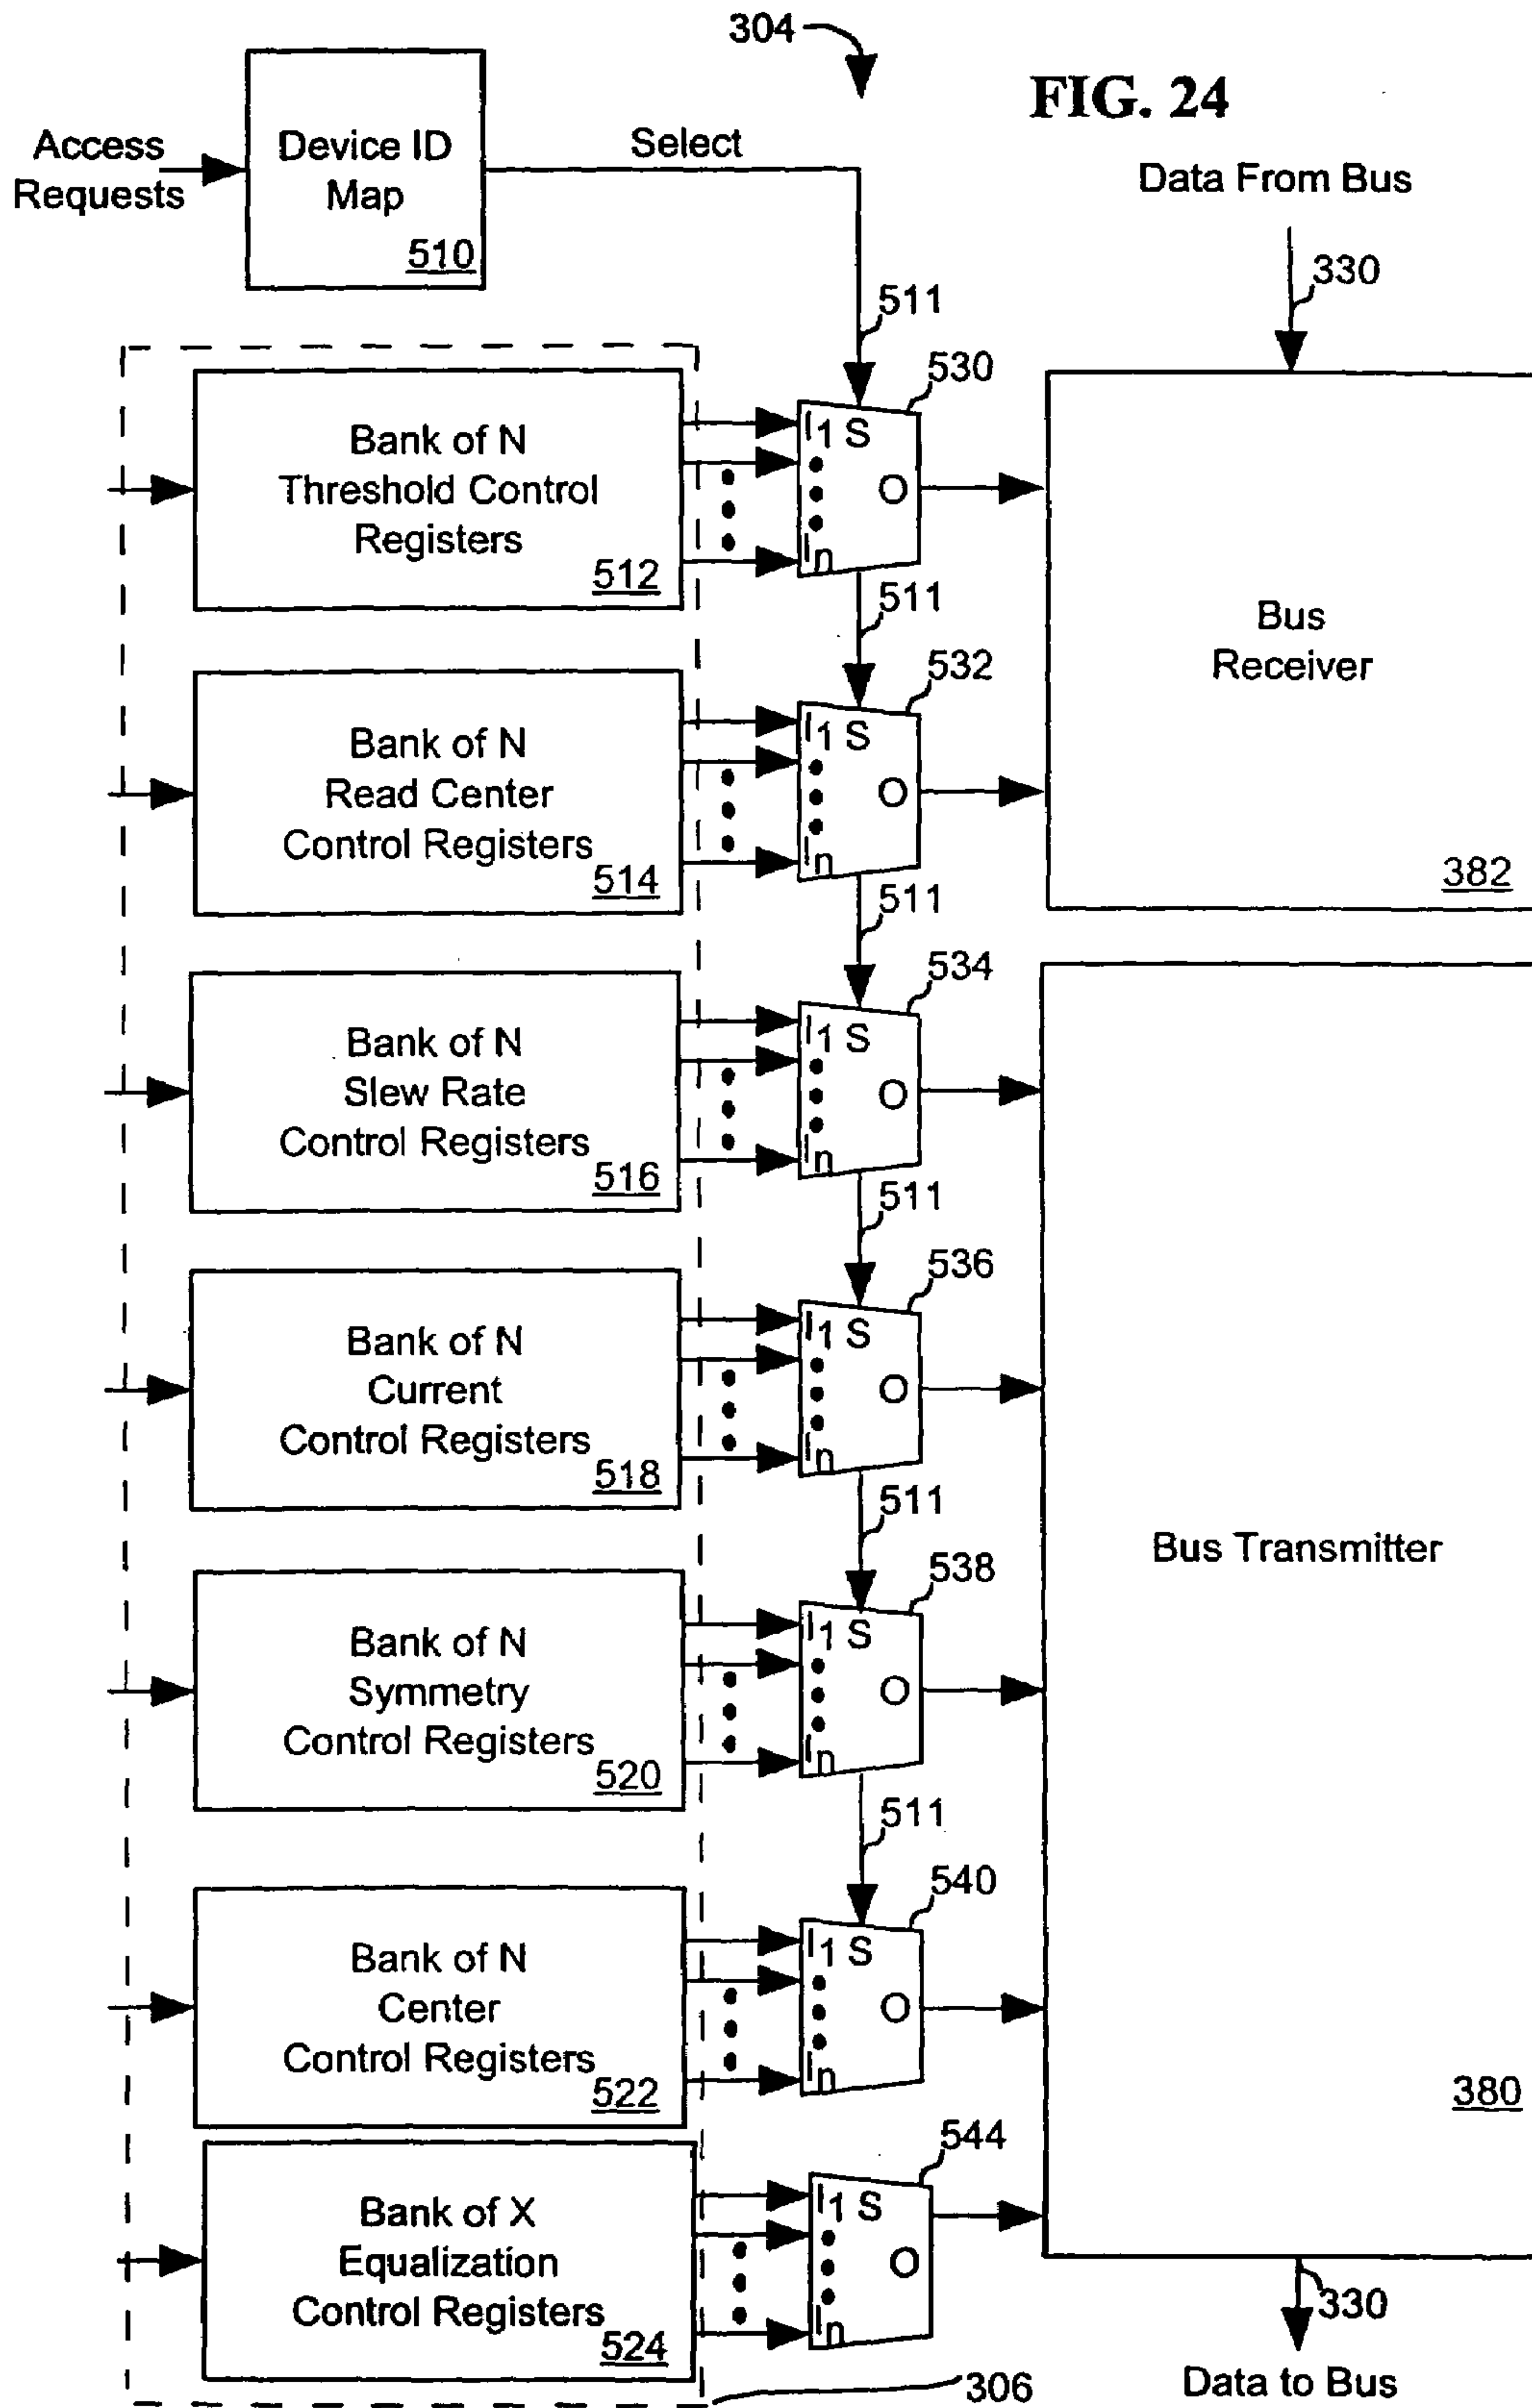 304
FIG. 24
Access
Requests
Device ID
Map
510
Select
Data From Bus
330
511
530
Bank of N
Threshold Control
Registers
512
I1 S
O
In
511
Bus
Receiver
382
532
Bank of N
Read Center
Control Registers
514
I1 S
O
In
511
534
Bank of N
Slew Rate
Control Registers
516
I1 S
O
In
511
536
Bank of N
Current
Control Registers
518
I1 S
O
In
511
Bus Transmitter
380
538
Bank of N
Symmetry
Control Registers
520
I1 S
O
In
511
540
Bank of N
Center
Control Registers
522
I1 S
O
In
544
Bank of X
Equalization
Control Registers
524
I1 S
O
In
330
306
Data to Bus